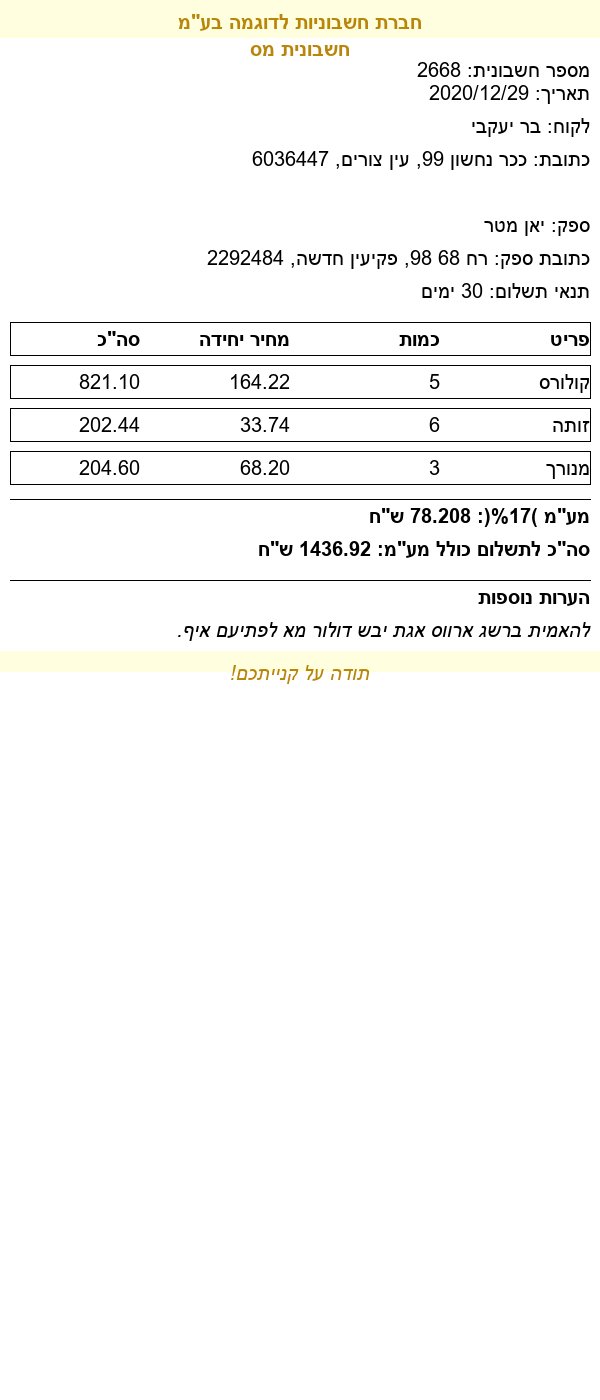 חברת חשבוניות לדוגמה בע"מ
חשבונית מס
מספר חשבונית: 2668
תאריך: 2020/12/29
לקוח: בר יעקבי
כתובת: ככר נחשון 99, עין צורים, 6036447
ספק: יאן מטר
כתובת ספק: רח 68 98, פקיעין חדשה, 2292484
תנאי תשלום: 30 ימים
פריט כמות מחיר יחידה סה"כ
קולורס 5 164.22 821.10
זותה 6 33.74 202.44
מנורך 3 68.20 204.60
מע"מ )17%(: 78.208 ש"ח
סה"כ לתשלום כולל מע"מ: 1436.92 ש"ח
הערות נוספות
להאמית ברשג ארווס אגת יבש דולור מא לפתיעם איף.
תודה על קנייתכם!